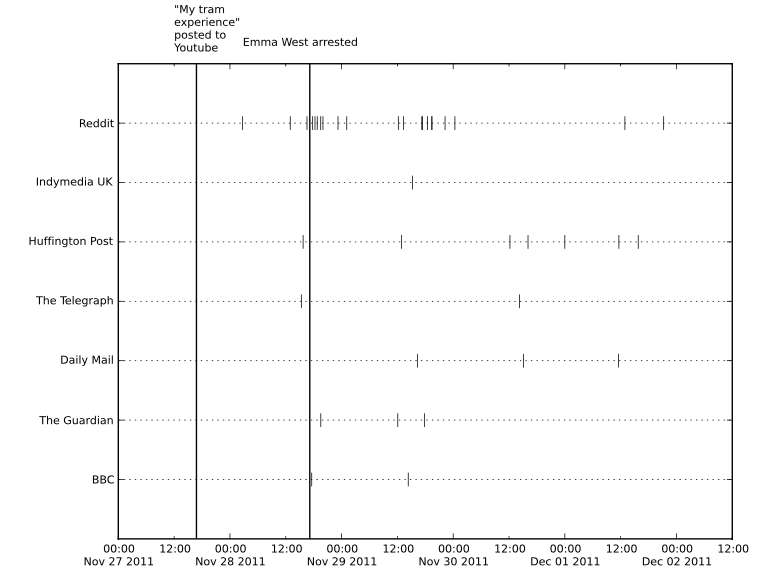 "My tram
experience"
posted to
Youtube
Emma West arrested
Reddit
Indymedia UK
Huffington Post
The Telegraph
Daily Mail
The Guardian
BBC
00:00 12:00 00:00 12:00 00:00 12:00 00:00 12:00 00:00 12:00 00:00 12:00
Nov 27 2011 Nov 28 2011 Nov 29 2011 Nov 30 2011 Dec 01 2011 Dec 02 2011